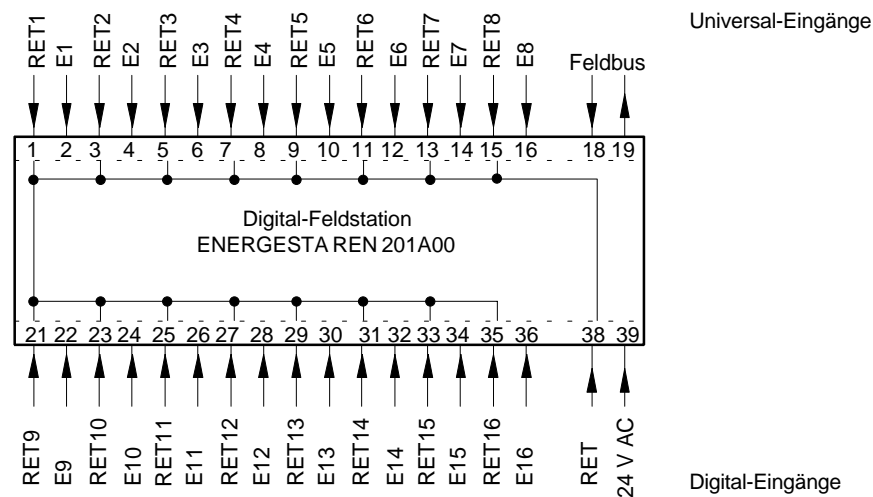 RET1 E1 RET2 E2 RET3 E3 RET4 E4 RET5 E5 RET6 E6 RET7 E7 RET8 E8 Feldbus
Universal-Eingänge
1 2 3 4 5 6 7 8 9 10 11 12 13 14 15 16 18 19
Digital-Feldstation
ENERGESTA REN 201A00
21 22 23 24 25 26 27 28 29 30 31 32 33 34 35 36 38 39
RET9 E9 RET10 E10 RET11 E11 RET12 E12 RET13 E13 RET14 E14 RET15 E15 RET16 E16 RET 24 V AC
Digital-Eingänge